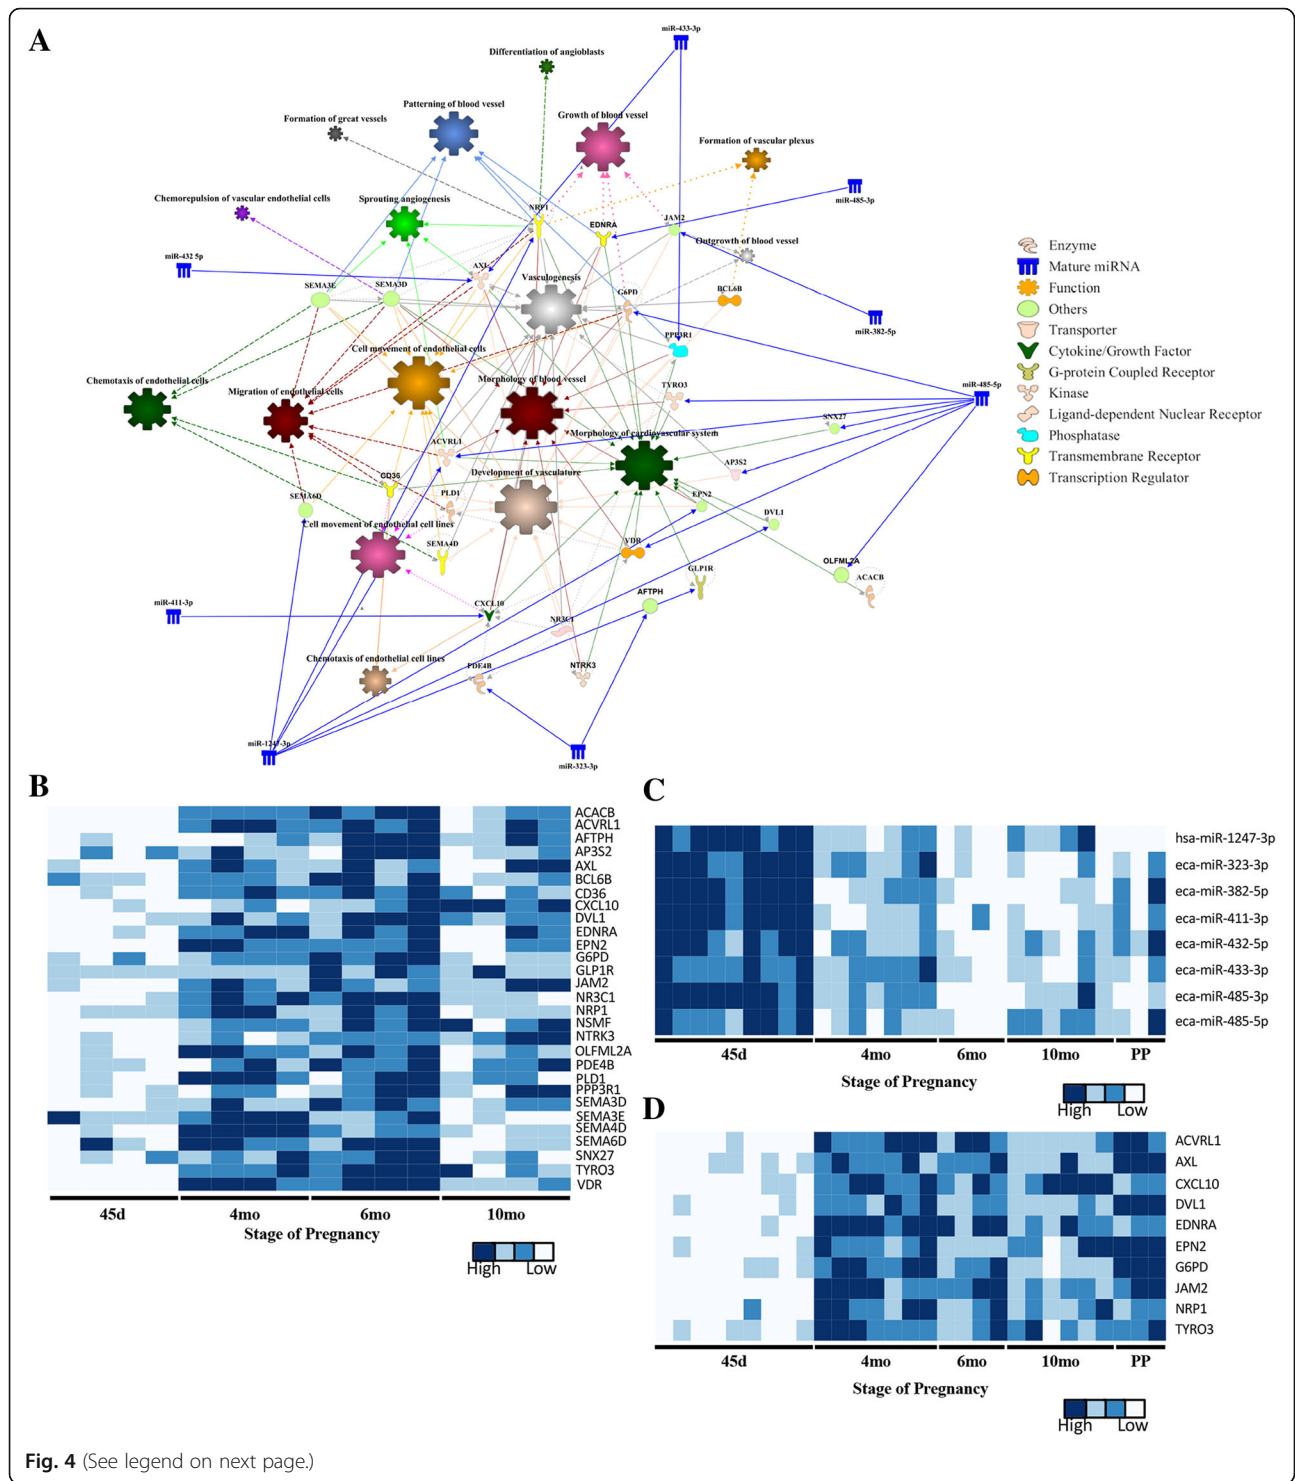 A
miR-433-3p
Differentiation of angioblasts
Patterning of blood vessel
Growth of blood vessel
Formation of great vessels
Formation of vascular plexus
miR-485-3p
Chemorepulsion of vascular endothelial cells
Sprouting angiogenesis
NRP1
EDNRA
JAM2
Outgrowth of blood vessel
miR-432 5p
AXL
Vasculogenesis
SEMA3E
SEMA3D
G6PD
BCL6B
miR-382-5p
PPP3R1
Cell movement of endothelial cells
Chemotaxis of endothelial cells
Migration of endothelial cells
Morphology of blood vessel
TYRO3
miR-485-5p
SNX27
Morphology of cardiovascular system
ACVRL1
AP3S2
CD36
Development of vasculature
PLD1
EPN2
SEMA6D
DVL1
Cell movement of endothelial cell lines
SEMA4D
VDR
GLP1R
OLFML2A
ACACB
AFTPH
miR-411-3p
CXCL10
NR3C1
Chemotaxis of endothelial cell lines
PDE4B
NTRK3
miR-1247-3p
miR-323-3p
Enzyme
Mature miRNA
Function
Others
Transporter
Cytokine/Growth Factor
G-protein Coupled Receptor
Kinase
Ligand-dependent Nuclear Receptor
Phosphatase
Transmembrane Receptor
Transcription Regulator
B
ACACB
ACVRL1
AFTPH
AP3S2
AXL
BCL6B
CD36
CXCL10
DVL1
EDNRA
EPN2
G6PD
GLP1R
JAM2
NR3C1
NRP1
NSMF
NTRK3
OLFML2A
PDE4B
PLD1
PPP3R1
SEMA3D
SEMA3E
SEMA4D
SEMA6D
SNX27
TYRO3
VDR
45d 4mo 6mo 10mo
Stage of Pregnancy
High Low
C
hsa-miR-1247-3p
eca-miR-323-3p
eca-miR-382-5p
eca-miR-411-3p
eca-miR-432-5p
eca-miR-433-3p
eca-miR-485-3p
eca-miR-485-5p
45d 4mo 6mo 10mo PP
Stage of Pregnancy
High Low
D
ACVRL1
AXL
CXCL10
DVL1
EDNRA
EPN2
G6PD
JAM2
NRP1
TYRO3
45d 4mo 6mo 10mo PP
Stage of Pregnancy
High Low
Fig. 4 (See legend on next page.)